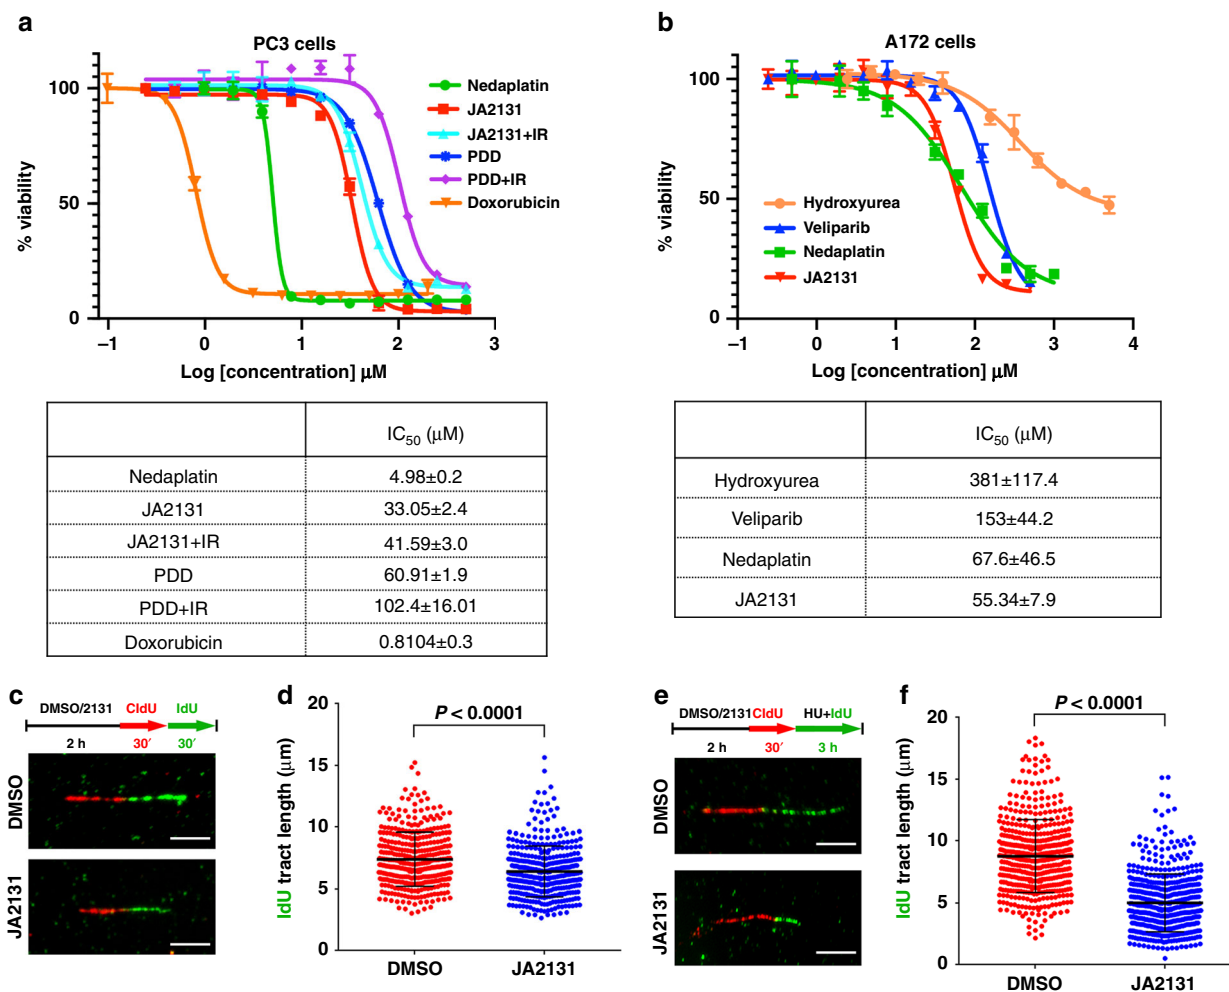 a
PC3 cells
100
50
0
% viability
–1 0 1 2 3
Log [concentration] μM
Nedaplatin
JA2131
JA2131+IR
PDD
PDD+IR
Doxorubicin
IC50 (μM)
Nedaplatin 4.98±0.2
JA2131 33.05±2.4
JA2131+IR 41.59±3.0
PDD 60.91±1.9
PDD+IR 102.4±16.01
Doxorubicin 0.8104±0.3
b
A172 cells
100
50
0
% viability
–1 0 1 2 3 4
Log [concentration] μM
Hydroxyurea
Veliparib
Nedaplatin
JA2131
IC50 (μM)
Hydroxyurea 381±117.4
Veliparib 153±44.2
Nedaplatin 67.6±46.5
JA2131 55.34±7.9
c
DMSO/2131 CldU IdU
2 h 30′ 30′
DMSO
JA2131
d
20
15
10
5
0
IdU tract length (μm)
P < 0.0001
DMSO JA2131
e
DMSO/2131 CldU HU+IdU
2 h 30′ 3 h
DMSO
JA2131
f
20
15
10
5
0
IdU tract length (μm)
P < 0.0001
DMSO JA2131